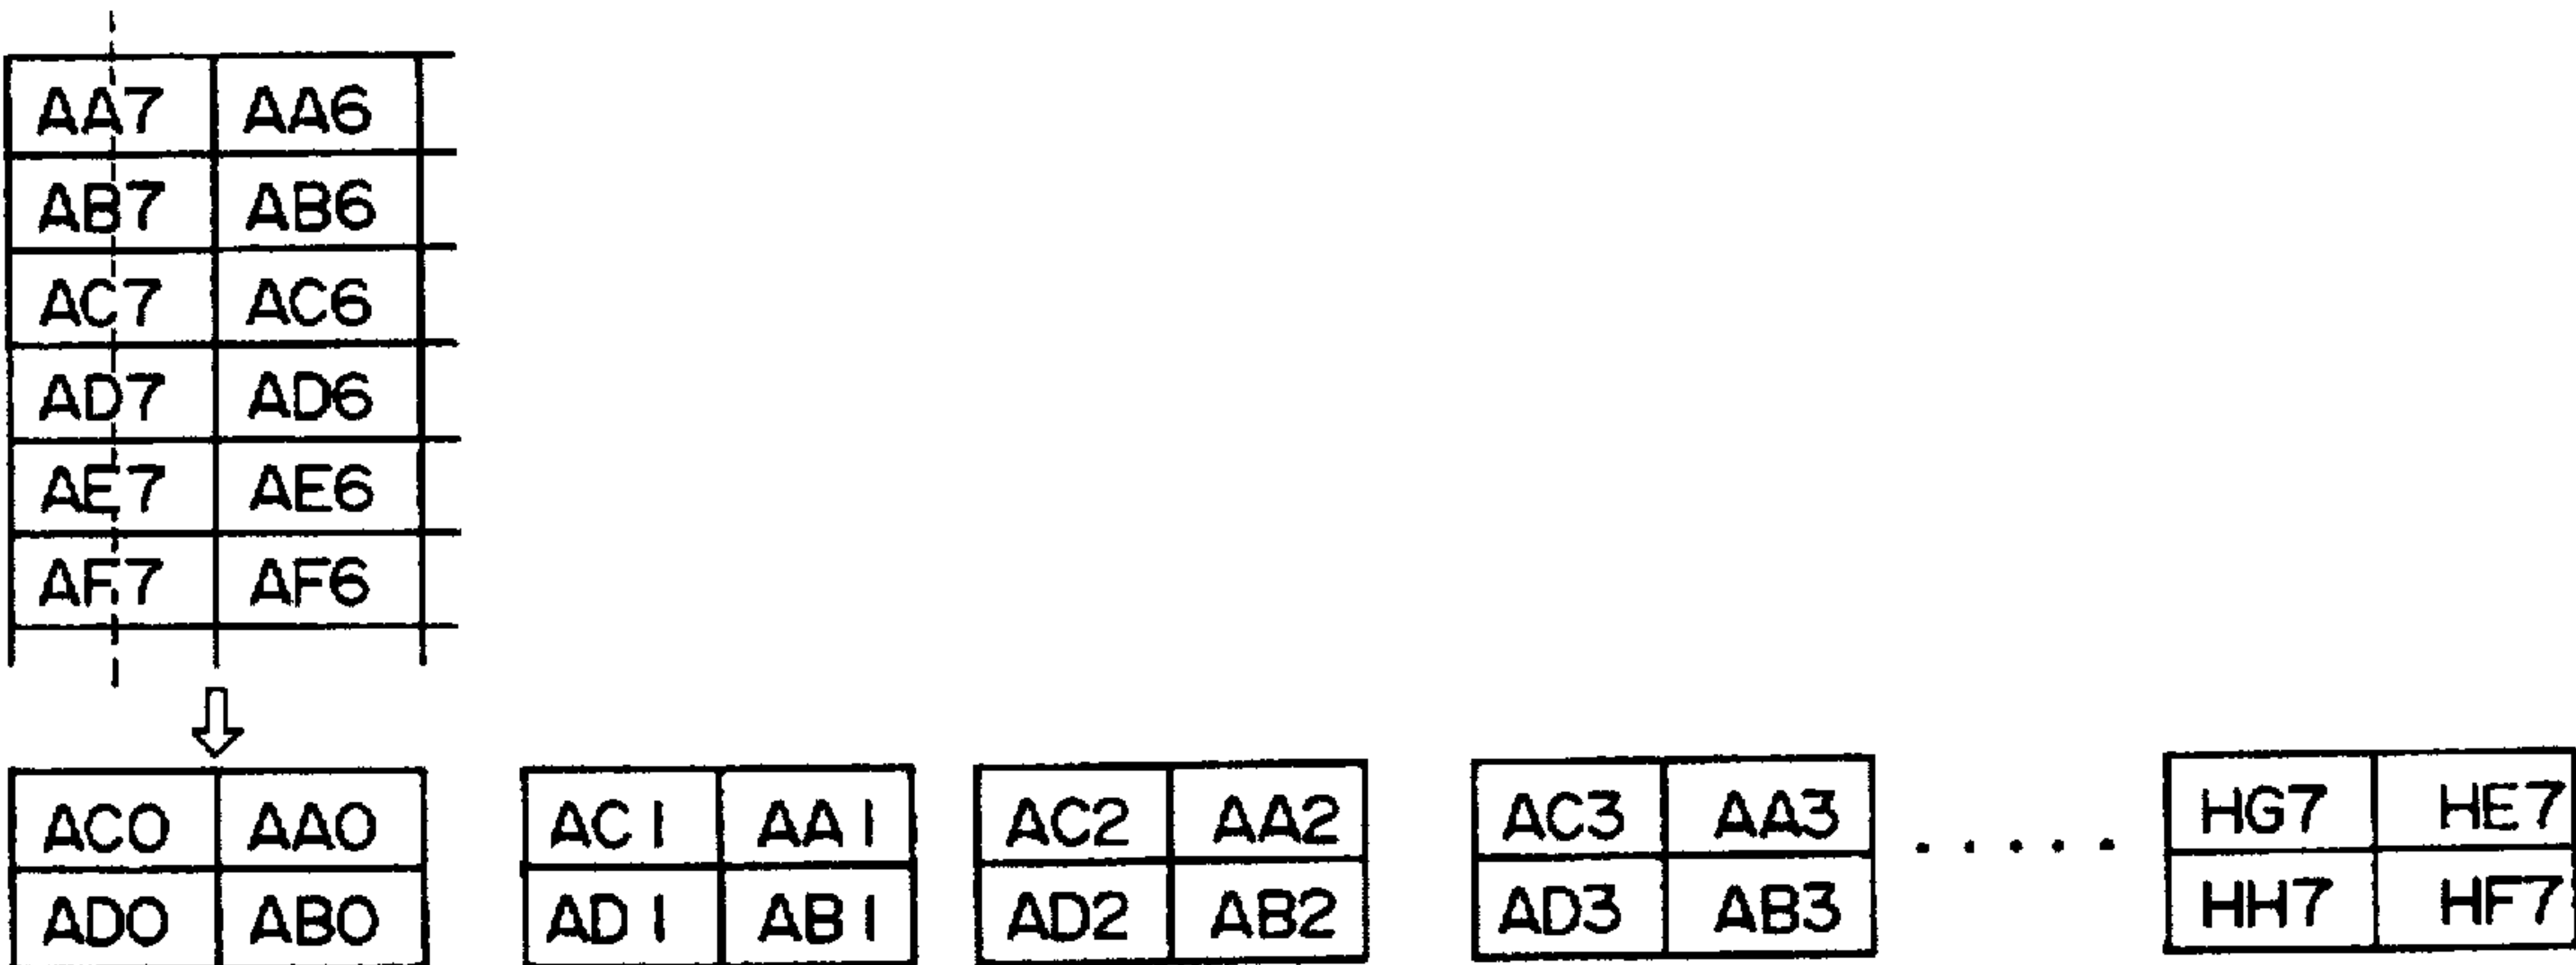 AA7 AA6
AB7 AB6
AC7 AC6
AD7 AD6
AE7 AE6
AF7 AF6
AC0 AA0 AC1 AA1 AC2 AA2 AC3 AA3 ..... HG7 HE7
AD0 AB0 AD1 AB1 AD2 AB2 AD3 AB3 HH7 HF7